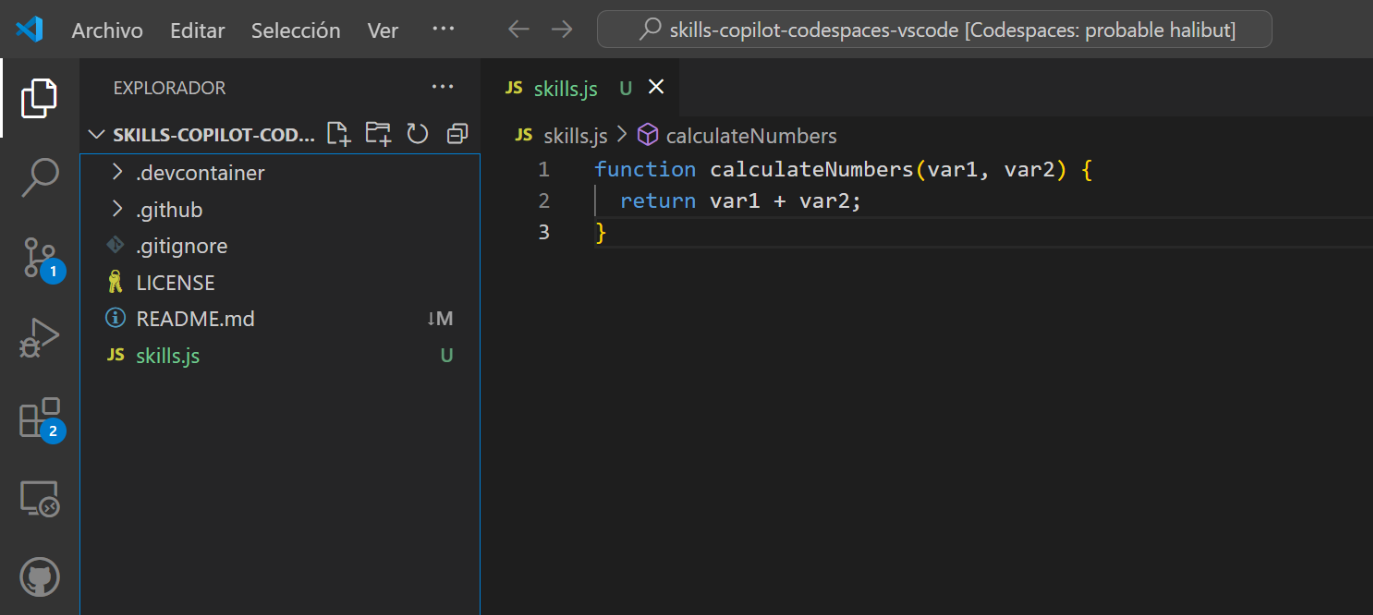 Archivo Editar Selección Ver ···
skills-copilot-codespaces-vscode [Codespaces: probable halibut]
EXPLORADOR ···
SKILLS-COPILOT-COD...
.devcontainer
.github
.gitignore
LICENSE
README.md ↓M
JS skills.js U
1
2
JS skills.js U
JS skills.js > calculateNumbers
1 function calculateNumbers(var1, var2) {
2 return var1 + var2;
3 }